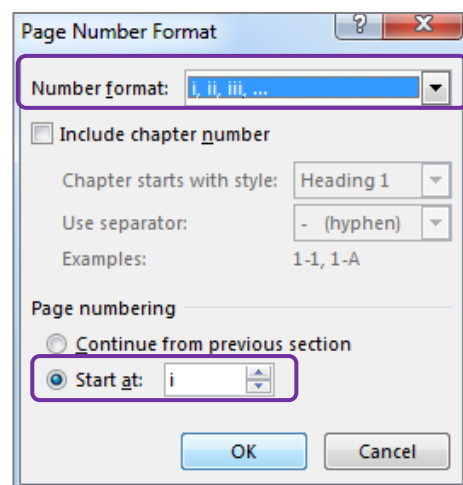 Page Number Format
Number format: i, ii, iii, ...
Include chapter number
Chapter starts with style: Heading 1
Use separator: - (hyphen)
Examples: 1-1, 1-A
Page numbering
Continue from previous section
Start at: i
OK Cancel